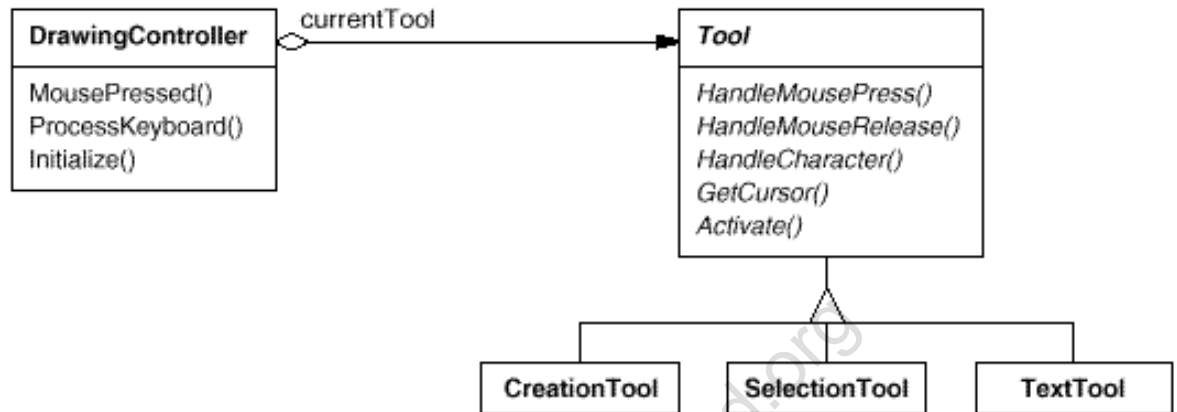 currentTool
DrawingController
MousePressed()
ProcessKeyboard()
Initialize()
Tool
HandleMousePress()
HandleMouseRelease()
HandleCharacter()
GetCursor()
Activate()
CreationTool
SelectionTool
TextTool